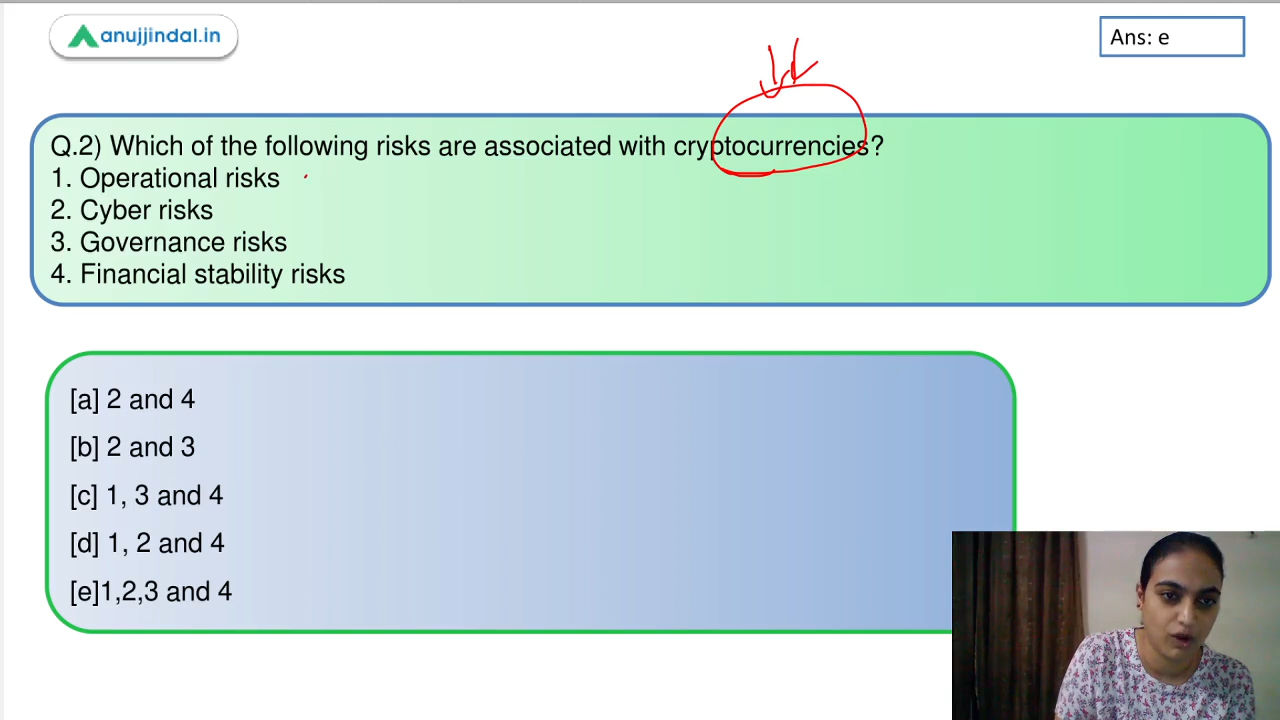 anujjindal.in
Ans: e
Q.2) Which of the following risks are associated with cryptocurrencies?
1. Operational risks
2. Cyber risks
3. Governance risks
4. Financial stability risks
[a] 2 and 4
[b] 2 and 3
[c] 1, 3 and 4
[d] 1, 2 and 4
[e]1,2,3 and 4